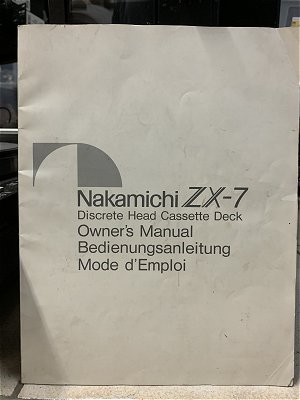 Nakamichi ZX-7
Discrete Head Cassette Deck
Owner's Manual
Bedienungsanleitung
Mode d'Emploi